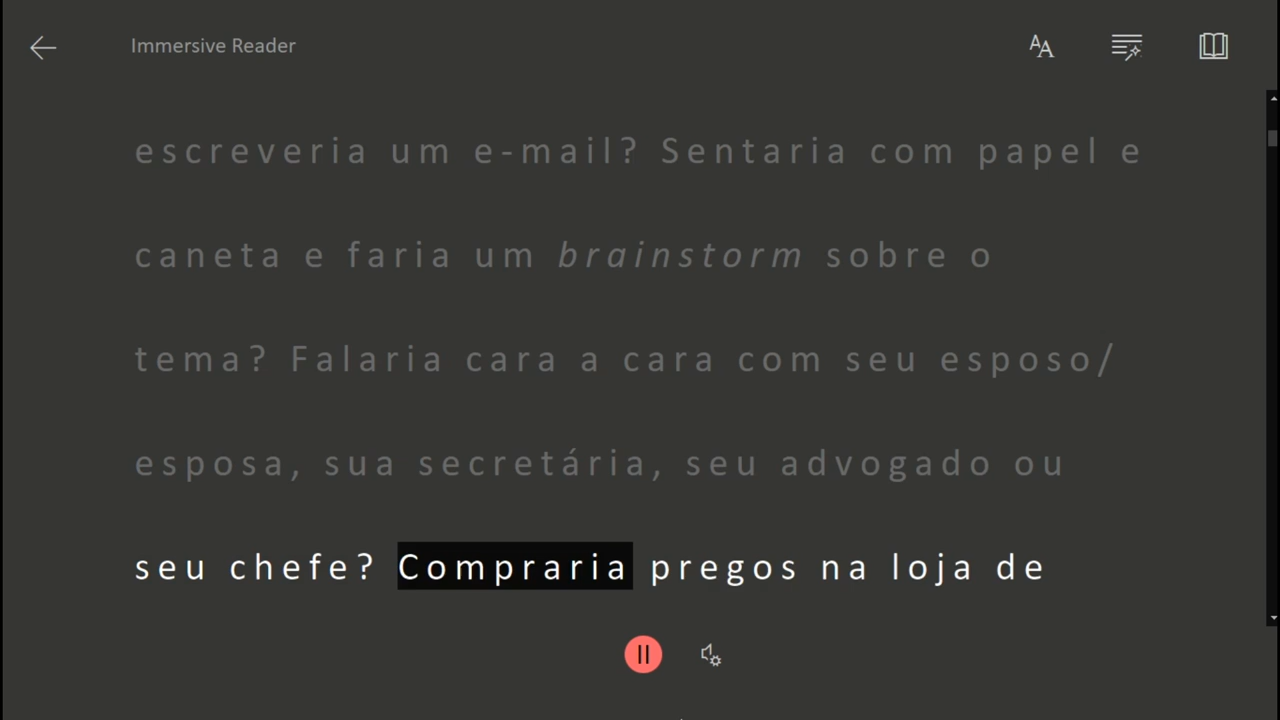 Immersive Reader
escreveria um e-mail? Sentaria com papel e
caneta e faria um brainstorm sobre o
tema? Falaria cara a cara com seu esposo/
esposa, sua secretária, seu advogado ou
seu chefe? Compraria pregos na loja de